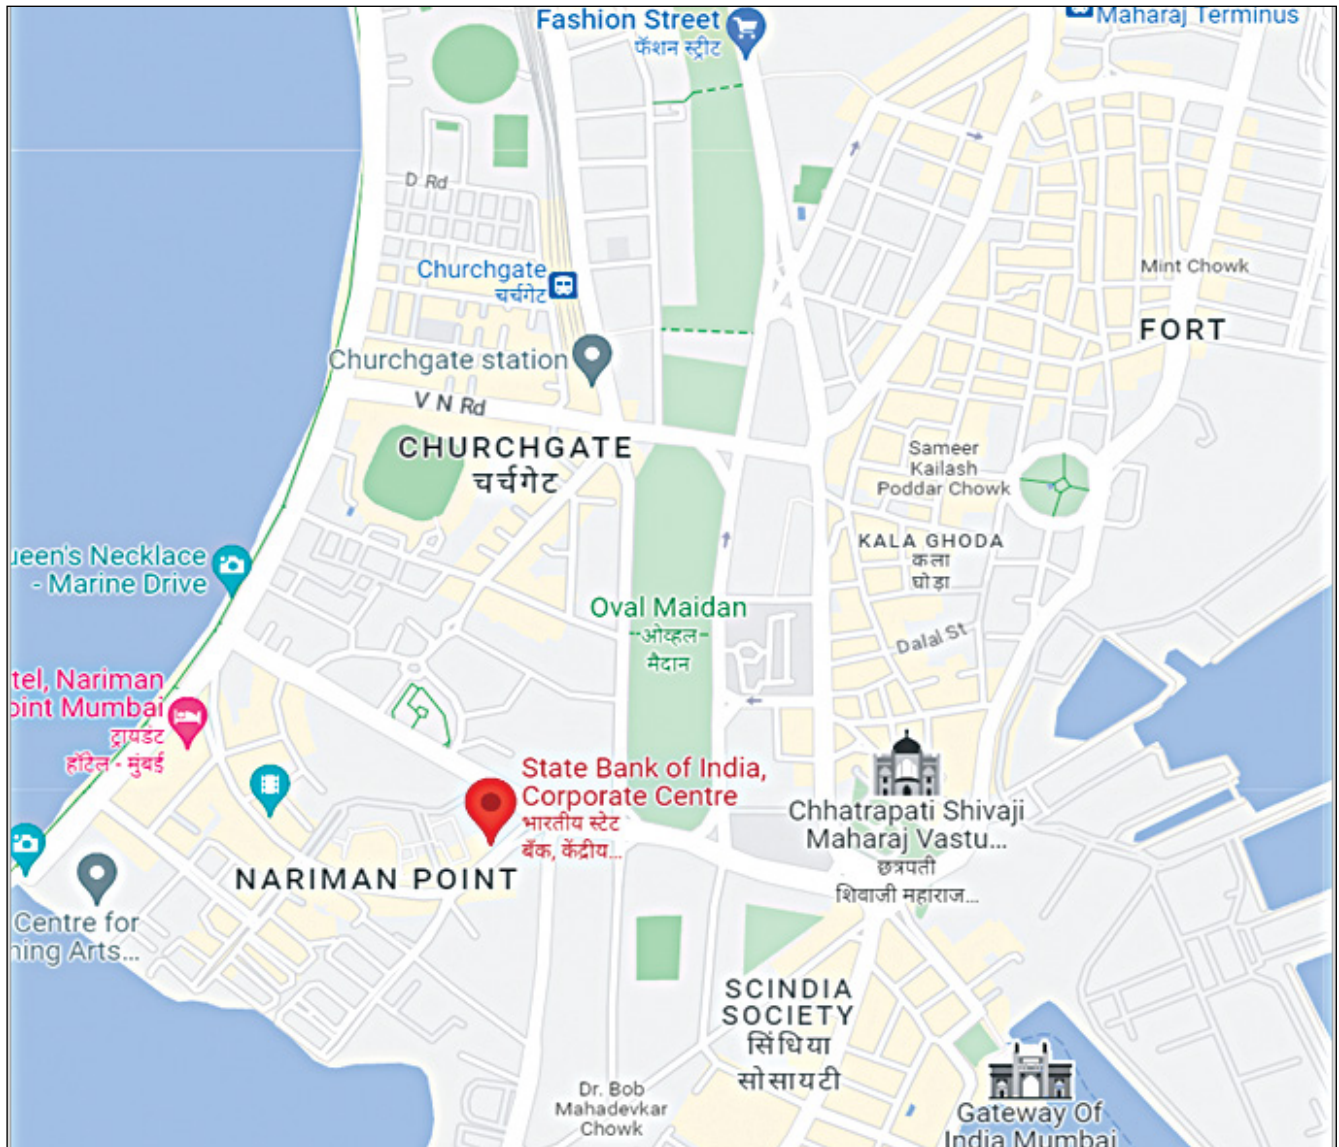 Fashion Street
फॅशन स्ट्रीट
Maharaj Terminus
D Rd
Churchgate
चर्चगेट
Mint Chowk
FORT
Churchgate station
V N Rd
CHURCHGATE
चर्चगेट
Sameer
Kailash
Poddar Chowk
KALA GHODA
कला
घोड़ा
ueen's Necklace
- Marine Drive
Oval Maidan
ओव्हल
मैदान
Dalal St
tel, Nariman
oint Mumbai
ट्रायडेंट
हॉटेल - मुंबई
State Bank of India,
Corporate Centre
भारतीय स्टेट
बँक, केंद्रीय...
Chhatrapati Shivaji
Maharaj Vastu...
छत्रपती
शिवाजी महाराज...
NARIMAN POINT
Centre for
ning Arts...
SCINDIA
SOCIETY
सिंधिया
सोसायटी
Dr. Bob
Mahadevkar
Chowk
Gateway Of
India Mumbai